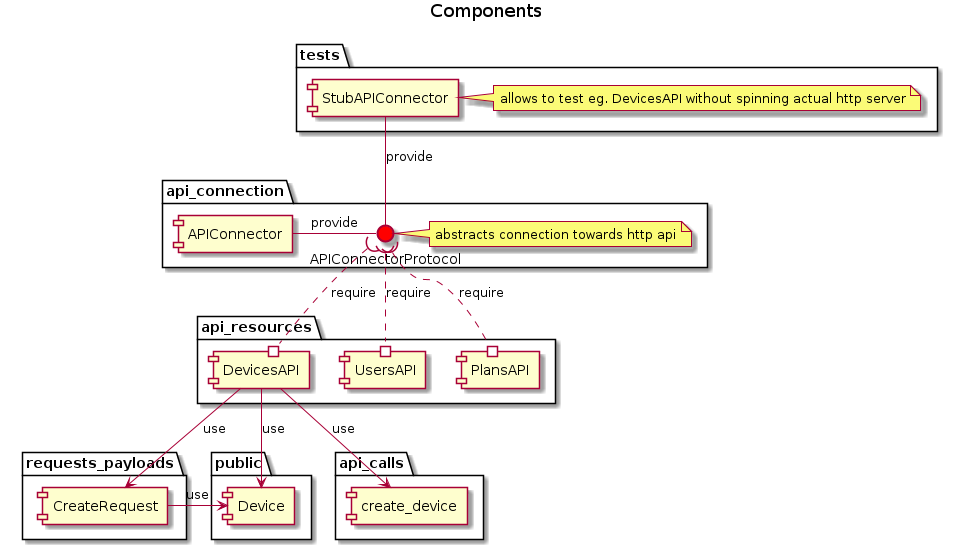 Components
tests
StubAPIConnector
allows to test eg. DevicesAPI without spinning actual http server
provide
api_connection
APIConnector
provide
abstracts connection towards http api
APIConnectorProtocol
require
require
require
api_resources
DevicesAPI
UsersAPI
PlansAPI
use
use
use
requests_payloads
public
api_calls
CreateRequest
use
Device
create_device